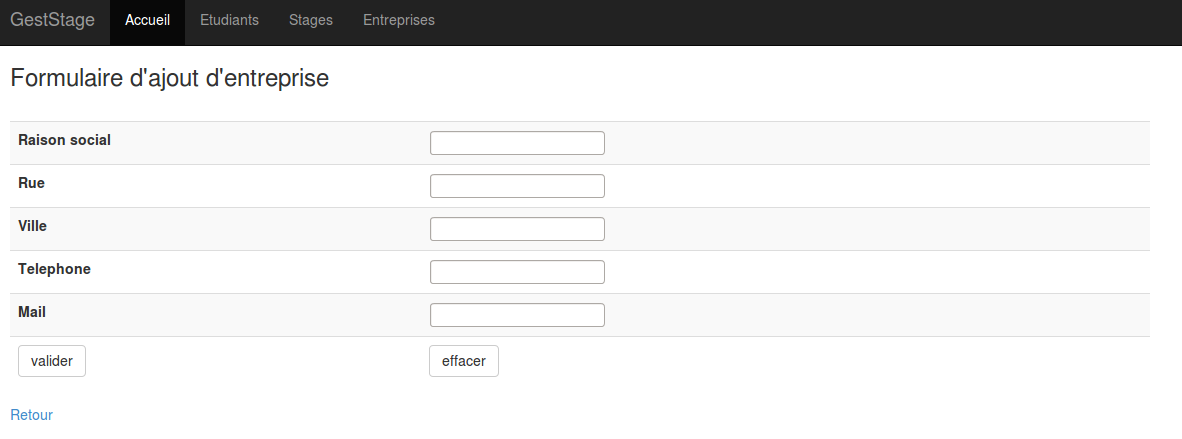 GestStage Accueil Etudiants Stages Entreprises
Formulaire d'ajout d'entreprise
Raison social
Rue
Ville
Telephone
Mail
valider effacer
Retour